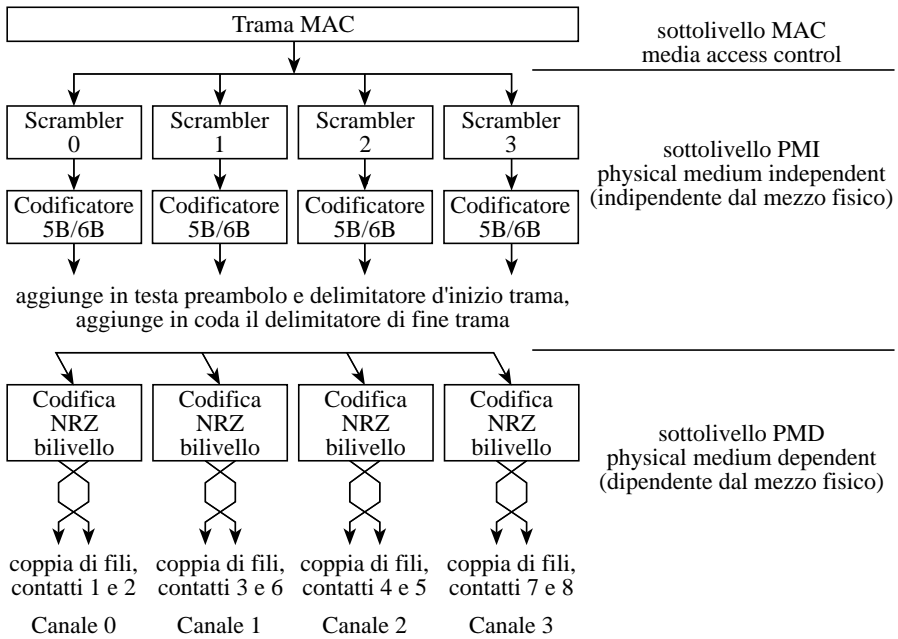 Trama MAC
sottolivello MAC
media access control
Scrambler
0
Scrambler
1
Scrambler
2
Scrambler
3
sottolivello PMI
physical medium independent
(indipendente dal mezzo fisico)
Codificatore
5B/6B
Codificatore
5B/6B
Codificatore
5B/6B
Codificatore
5B/6B
aggiunge in testa preambolo e delimitatore d'inizio trama,
aggiunge in coda il delimitatore di fine trama
Codifica
NRZ
bilivello
Codifica
NRZ
bilivello
Codifica
NRZ
bilivello
Codifica
NRZ
bilivello
sottolivello PMD
physical medium dependent
(dipendente dal mezzo fisico)
coppia di fili,
contatti 1 e 2
coppia di fili,
contatti 3 e 6
coppia di fili,
contatti 4 e 5
coppia di fili,
contatti 7 e 8
Canale 0
Canale 1
Canale 2
Canale 3